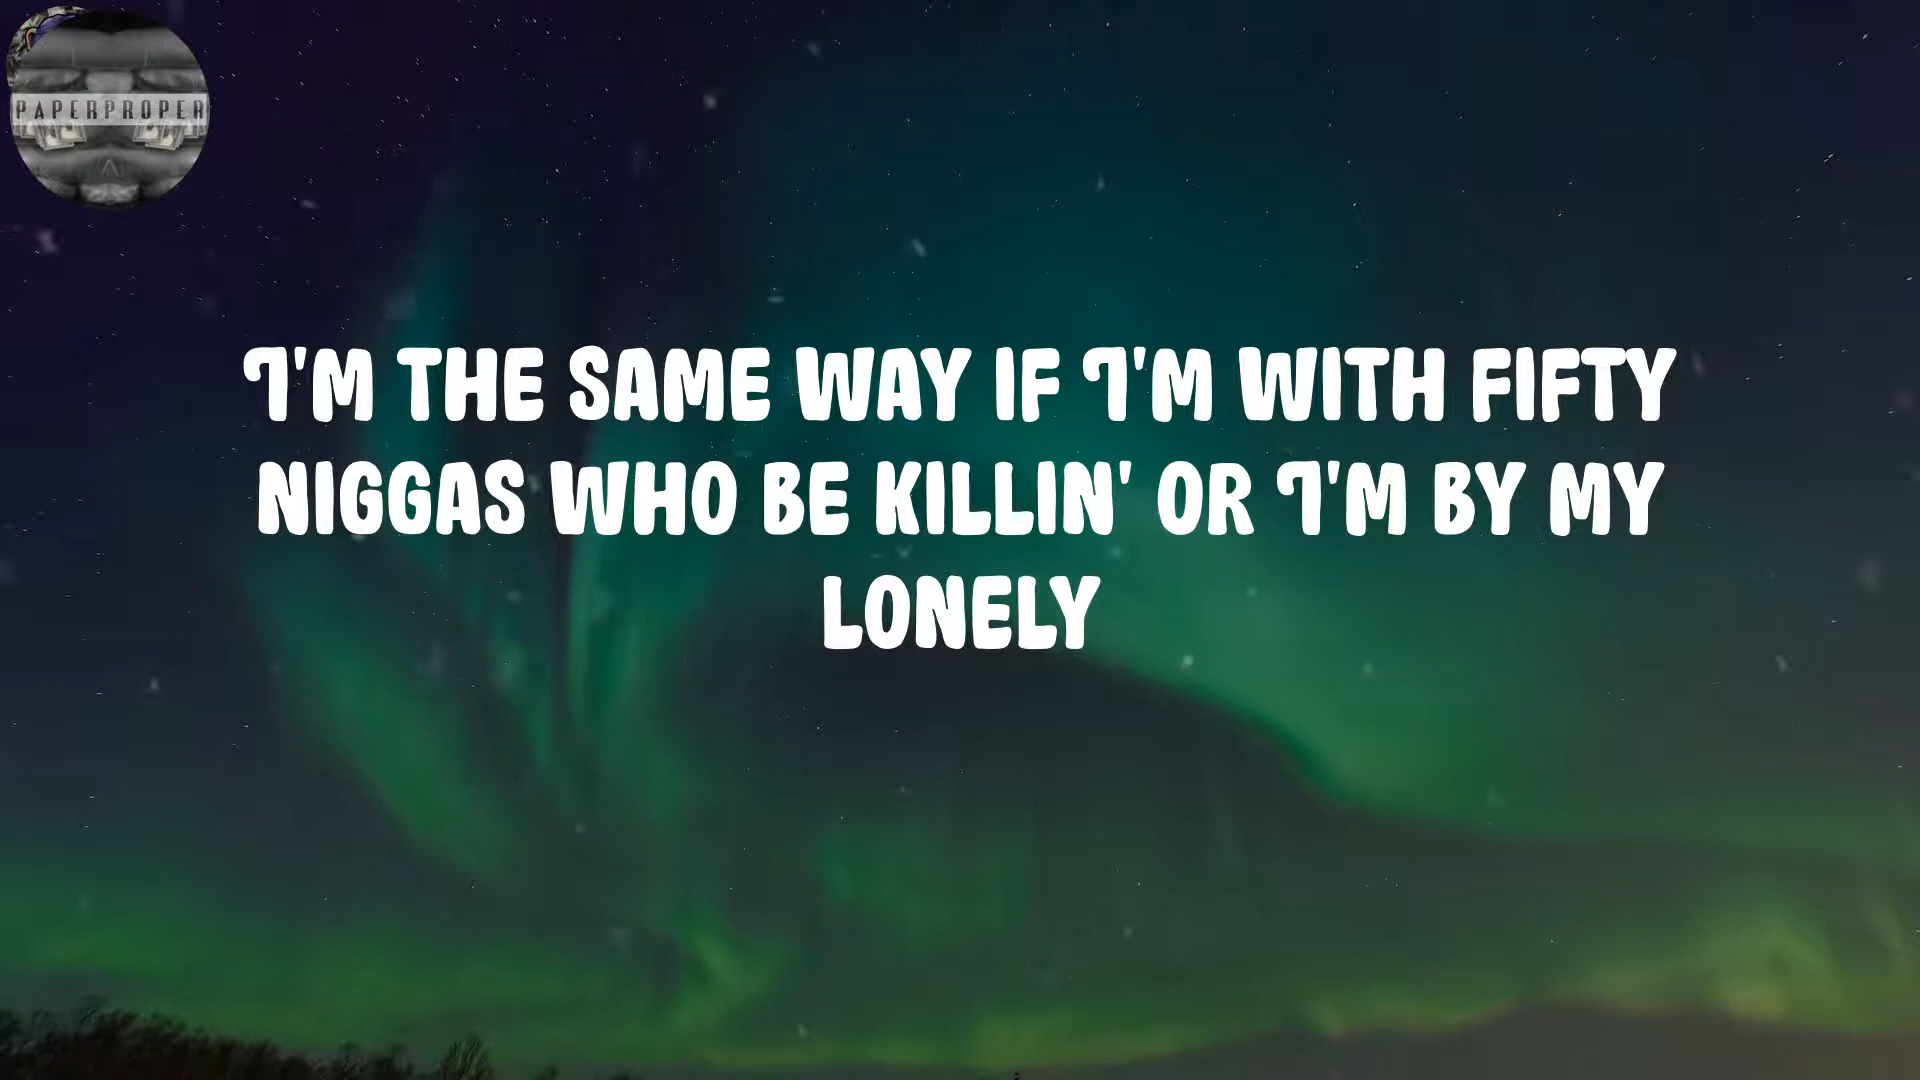 PAPERPROPER
I'M THE SAME WAY IF I'M WITH FIFTY
NIGGAS WHO BE KILLIN' OR I'M BY MY
LONELY